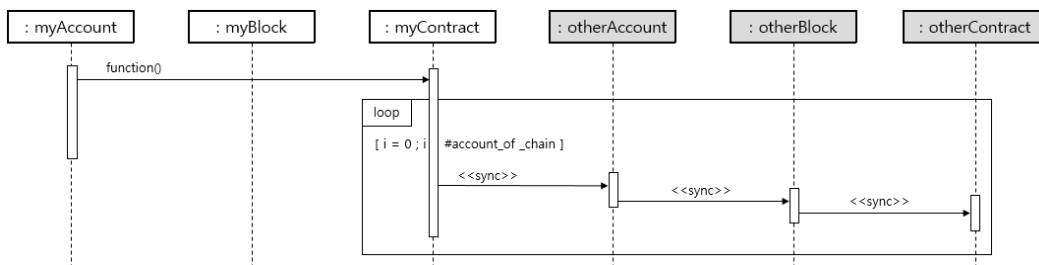 : myAccount
: myBlock
: myContract
: otherAccount
: otherBlock
: otherContract
function()
loop
[ i = 0 ; i #account_of _chain ]
<<sync>>
<<sync>>
<<sync>>